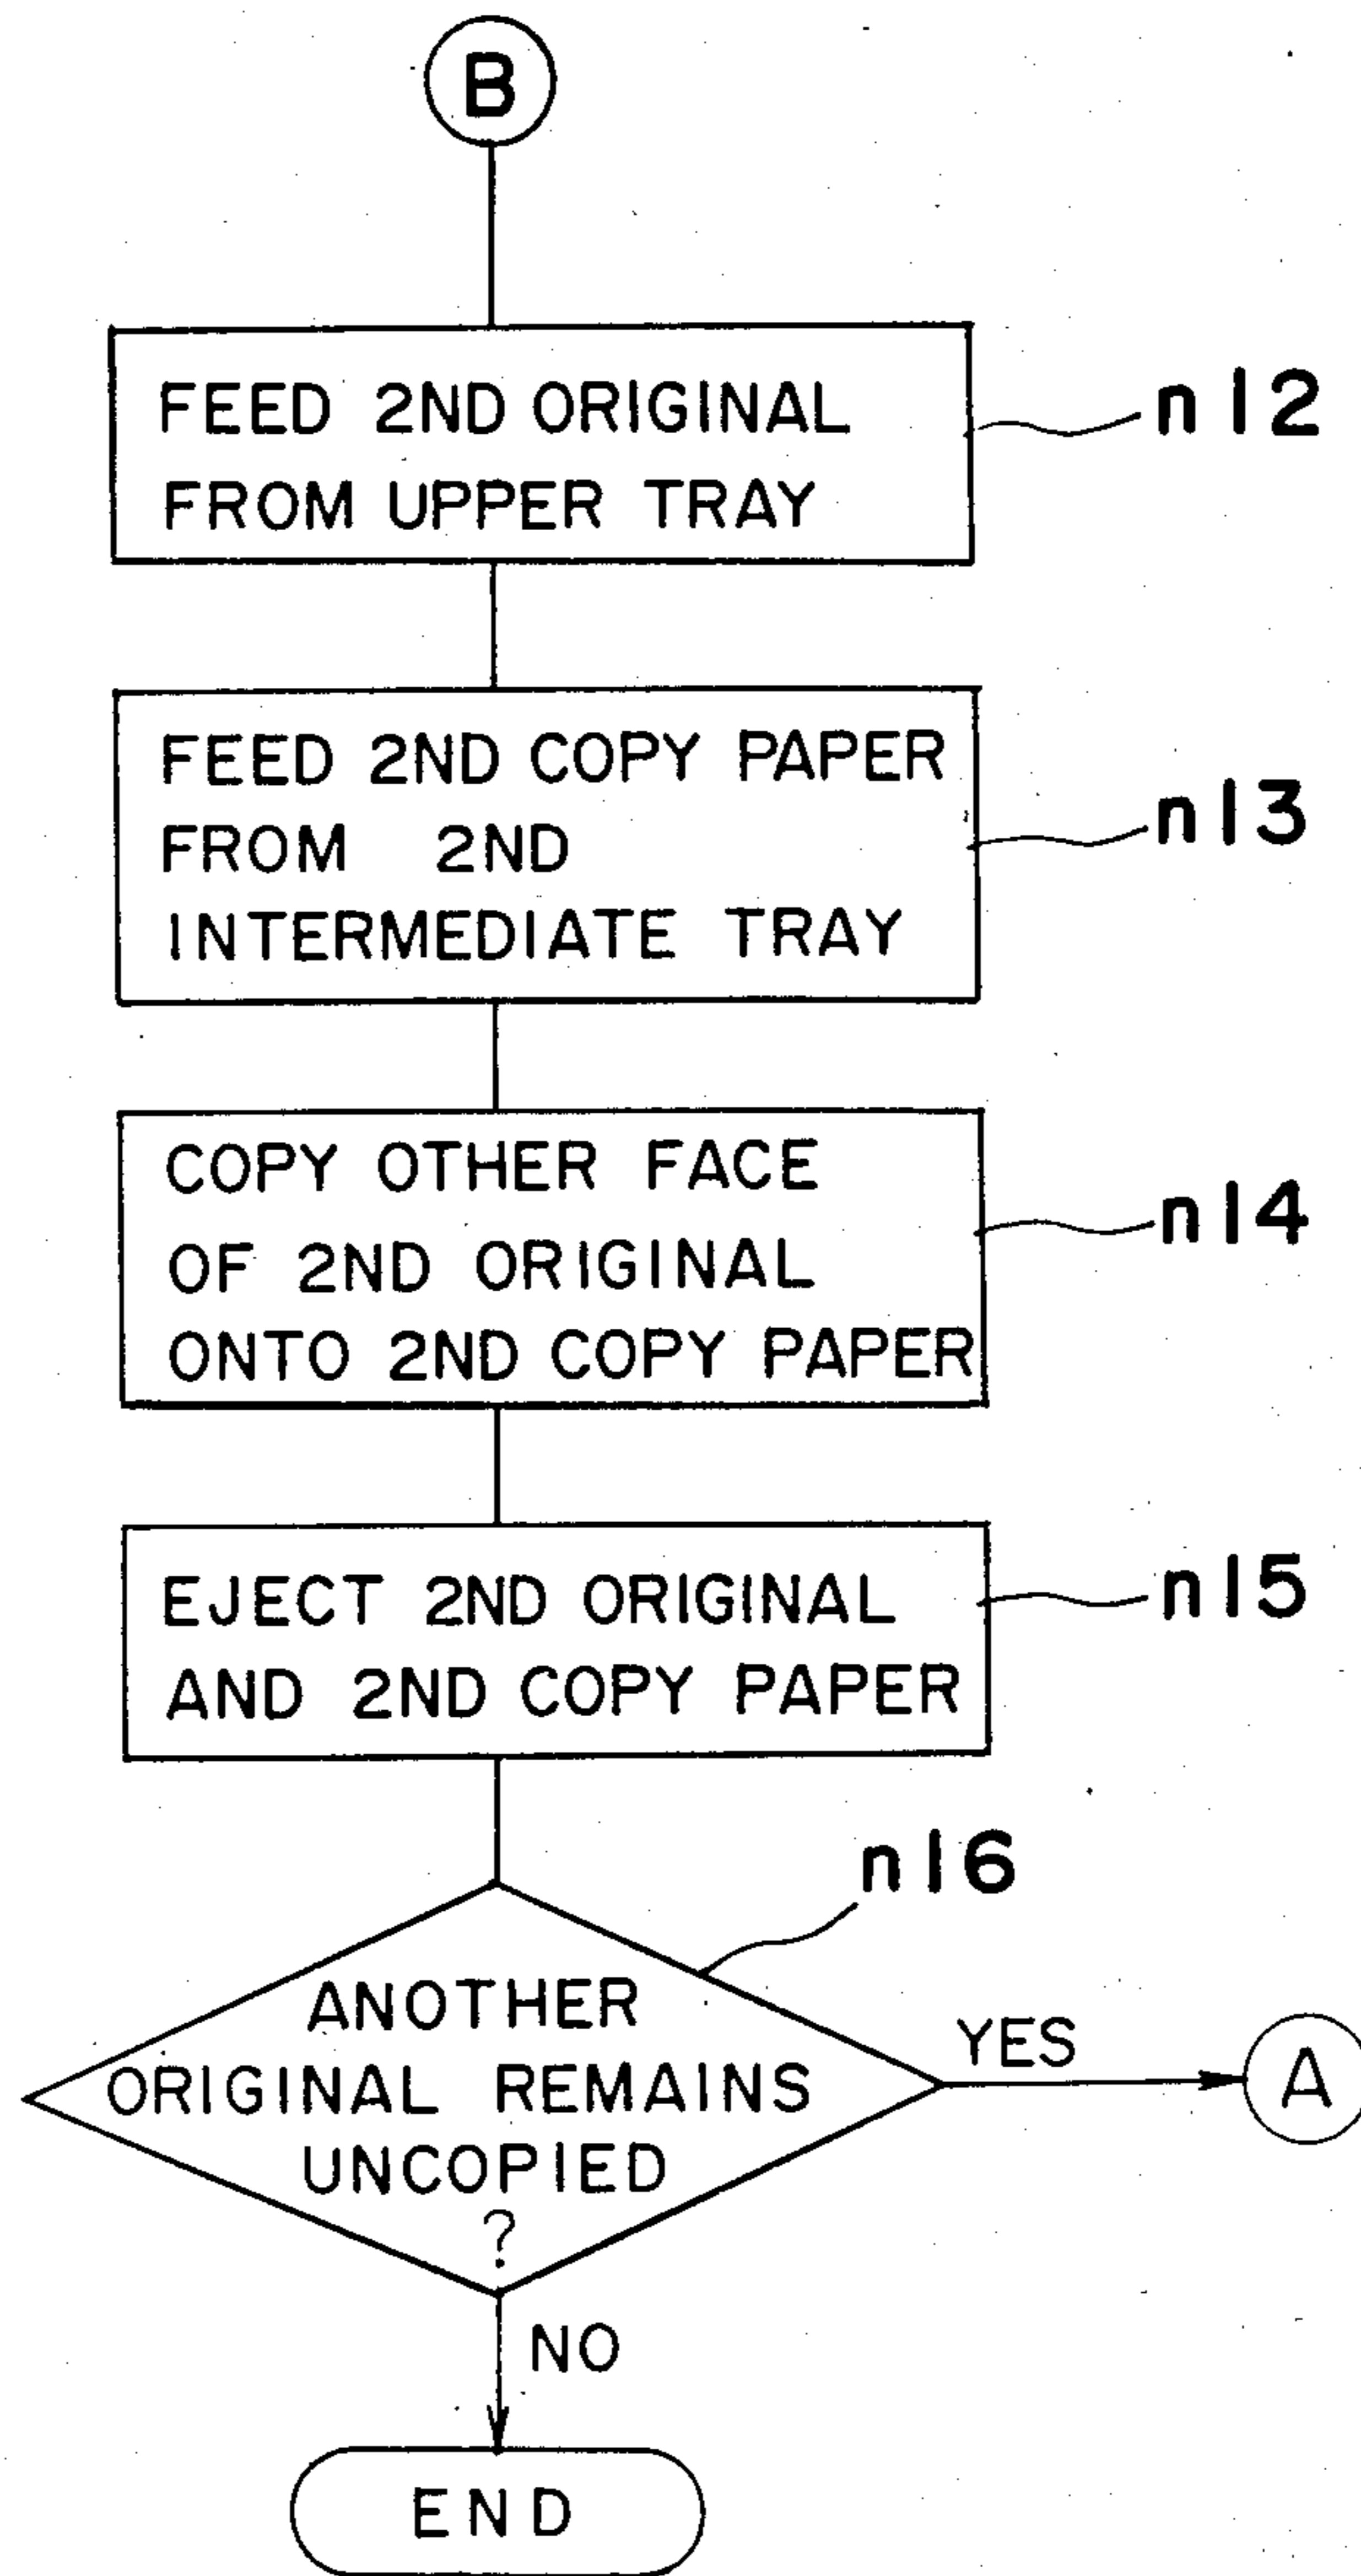 B
FEED 2ND ORIGINAL
FROM UPPER TRAY
n12
FEED 2ND COPY PAPER
FROM 2ND
INTERMEDIATE TRAY
n13
COPY OTHER FACE
OF 2ND ORIGINAL
ONTO 2ND COPY PAPER
n14
EJECT 2ND ORIGINAL
AND 2ND COPY PAPER
n15
n16
ANOTHER
ORIGINAL REMAINS
UNCOPIED
?
YES
A
NO
END